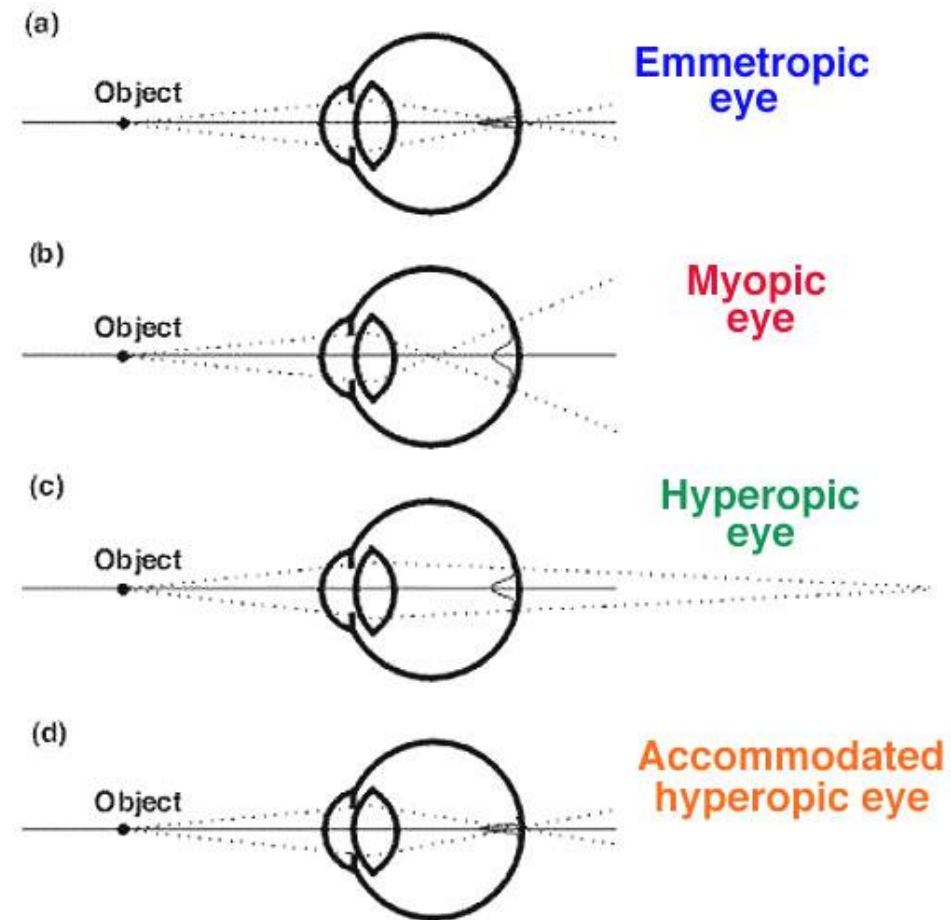 (a)
Object
Emmetropic
eye
(b)
Object
Myopic
eye
(c)
Object
Hyperopic
eye
(d)
Object
Accommodated
hyperopic eye